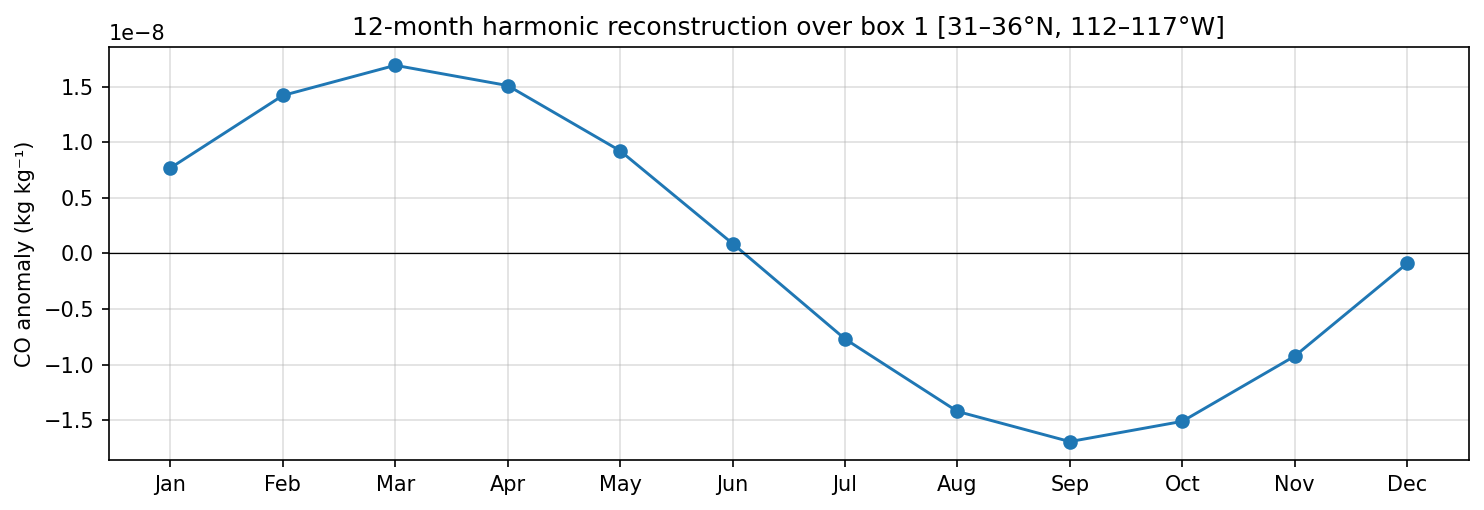 12-month harmonic reconstruction over box 1 [31–36°N, 112–117°W]
1e−8
CO anomaly (kg kg⁻¹)
1.5
1.0
0.5
0.0
−0.5
−1.0
−1.5
Jan Feb Mar Apr May Jun Jul Aug Sep Oct Nov Dec